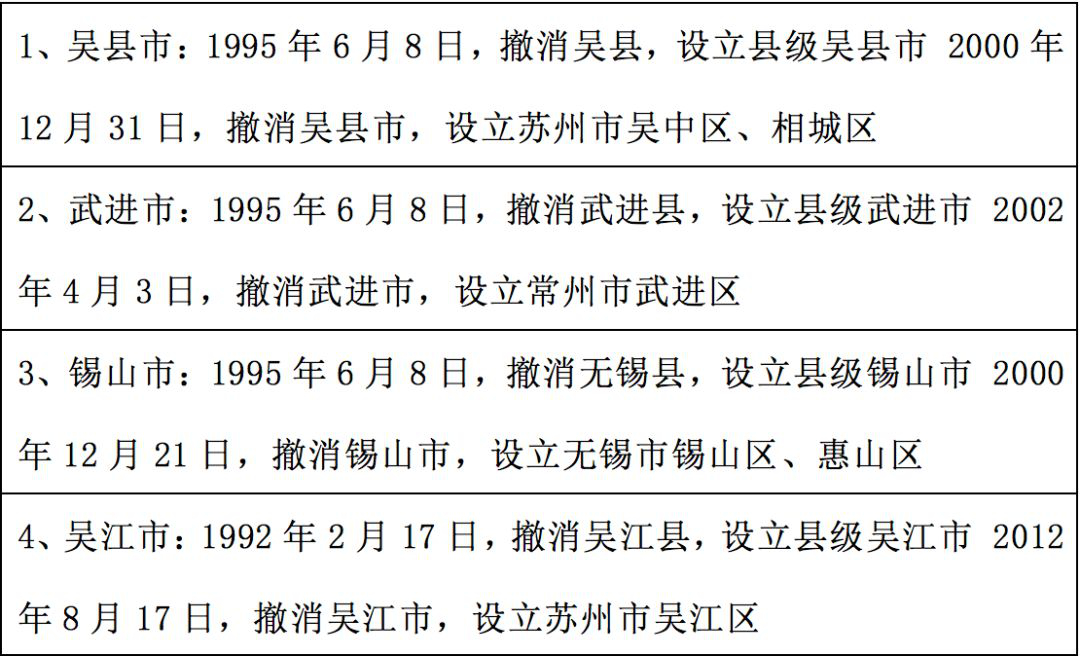 1、吴县市：1995 年 6 月 8 日，撤消吴县，设立县级吴县市 2000 年
12 月 31 日，撤消吴县市，设立苏州市吴中区、相城区
2、武进市：1995 年 6 月 8 日，撤消武进县，设立县级武进市 2002
年 4 月 3 日，撤消武进市，设立常州市武进区
3、锡山市：1995 年 6 月 8 日，撤消无锡县，设立县级锡山市 2000
年 12 月 21 日，撤消锡山市，设立无锡市锡山区、惠山区
4、吴江市：1992 年 2 月 17 日，撤消吴江县，设立县级吴江市 2012
年 8 月 17 日，撤消吴江市，设立苏州市吴江区